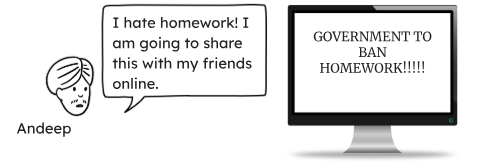 I hate homework! I
am going to share
this with my friends
online.
Andeep
GOVERNMENT TO
BAN
HOMEWORK!!!!!